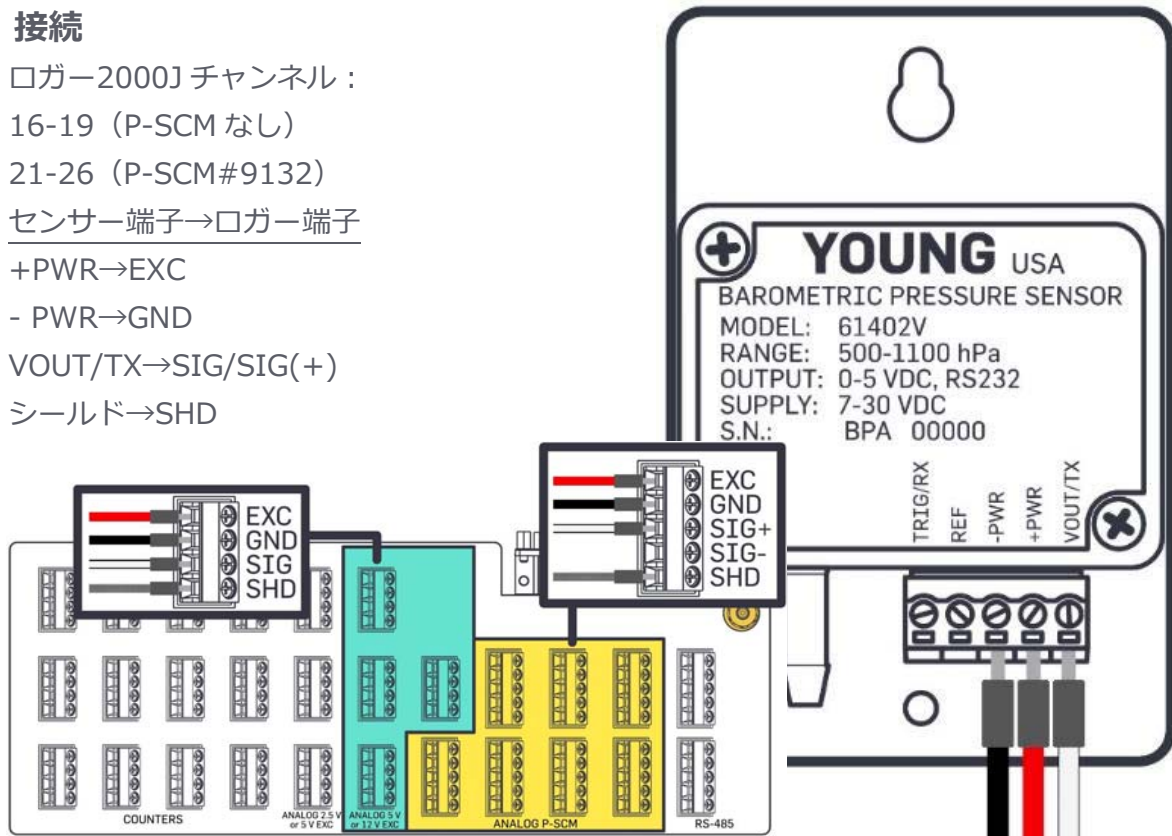 接続
ロガー2000J チャンネル：
16-19（P-SCM なし）
21-26（P-SCM#9132）
センサー端子→ロガー端子
+PWR→EXC
- PWR→GND
VOUT/TX→SIG/SIG(+)
シールド→SHD
YOUNG USA
BAROMETRIC PRESSURE SENSOR
MODEL: 61402V
RANGE: 500-1100 hPa
OUTPUT: 0-5 VDC, RS232
SUPPLY: 7-30 VDC
S.N.: BPA 00000
TRIG/RX
REF
-PWR
+PWR
VOUT/TX
EXC
GND
SIG
SHD
EXC
GND
SIG+
SIG-
SHD
COUNTERS
ANALOG 2.5 V
or 5 V EXC
ANALOG 5 V
or 12 V EXC
ANALOG P-SCM
RS-485